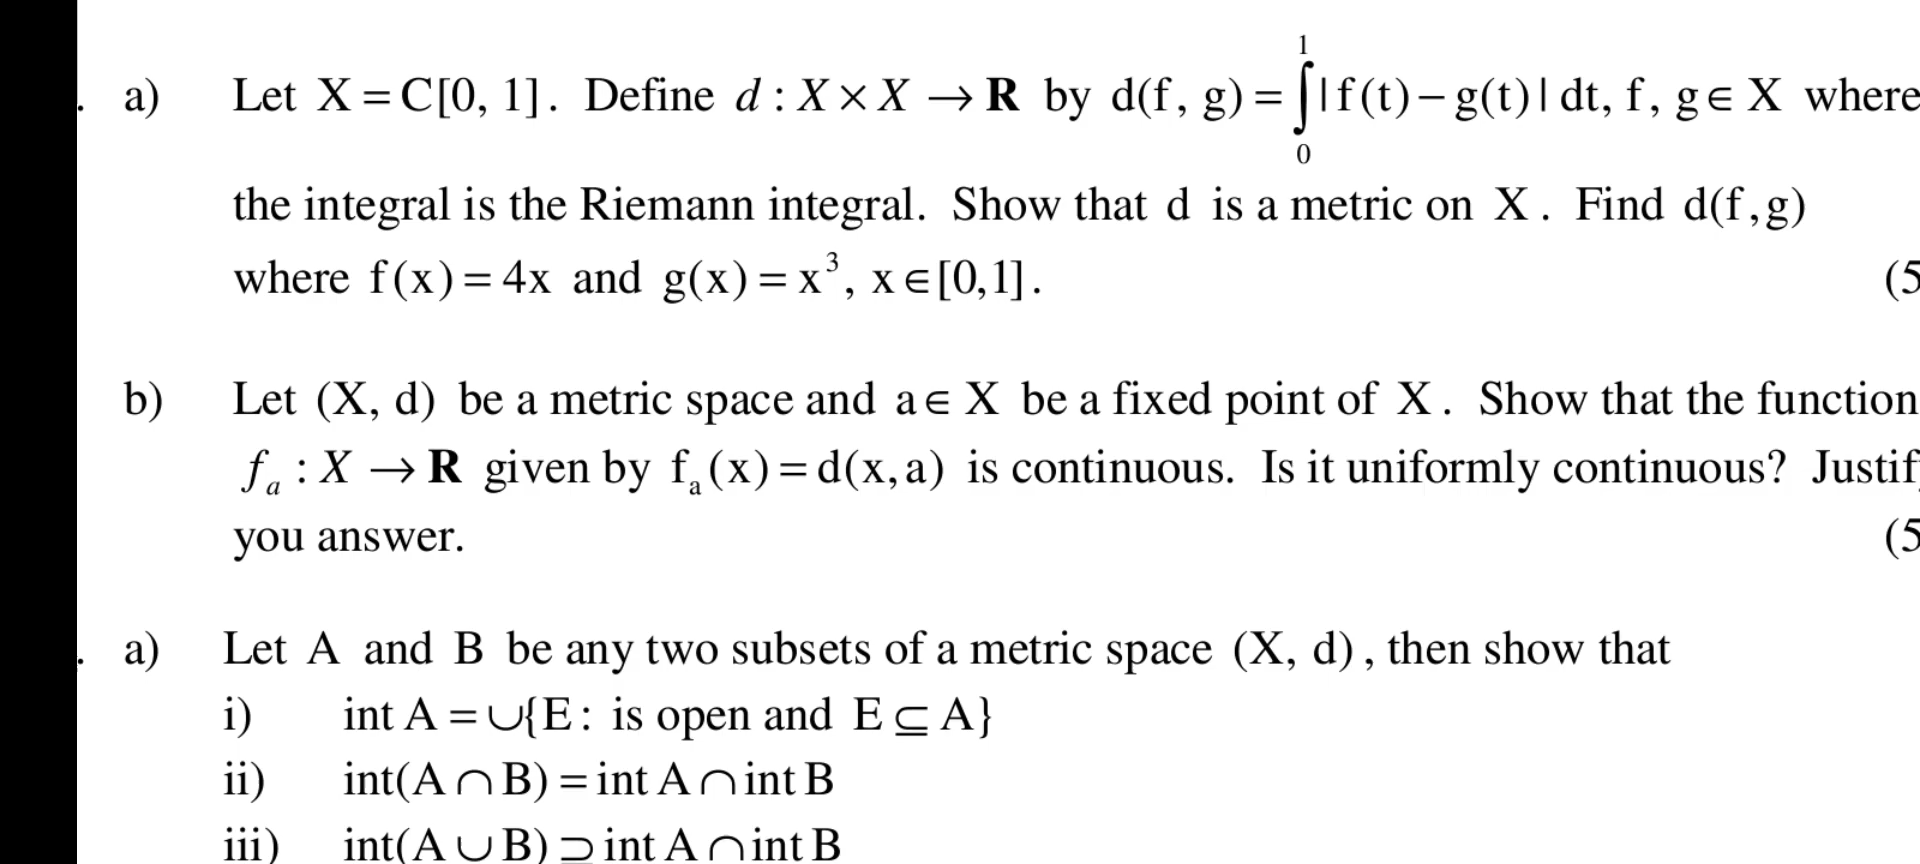 . a) Let X = C[0, 1]. Define d : X × X → R by d(f, g) = ∫₀¹ | f(t) − g(t) | dt, f, g ∈ X where
the integral is the Riemann integral. Show that d is a metric on X. Find d(f,g)
where f(x) = 4x and g(x) = x³, x ∈ [0,1]. (5
b) Let (X, d) be a metric space and a ∈ X be a fixed point of X. Show that the function
fₐ : X → R given by fₐ(x) = d(x, a) is continuous. Is it uniformly continuous? Justif
you answer. (5
. a) Let A and B be any two subsets of a metric space (X, d), then show that
i) int A = ∪{E : is open and E ⊆ A}
ii) int(A ∩ B) = int A ∩ int B
iii) int(A ∪ B) ⊇ int A ∩ int B